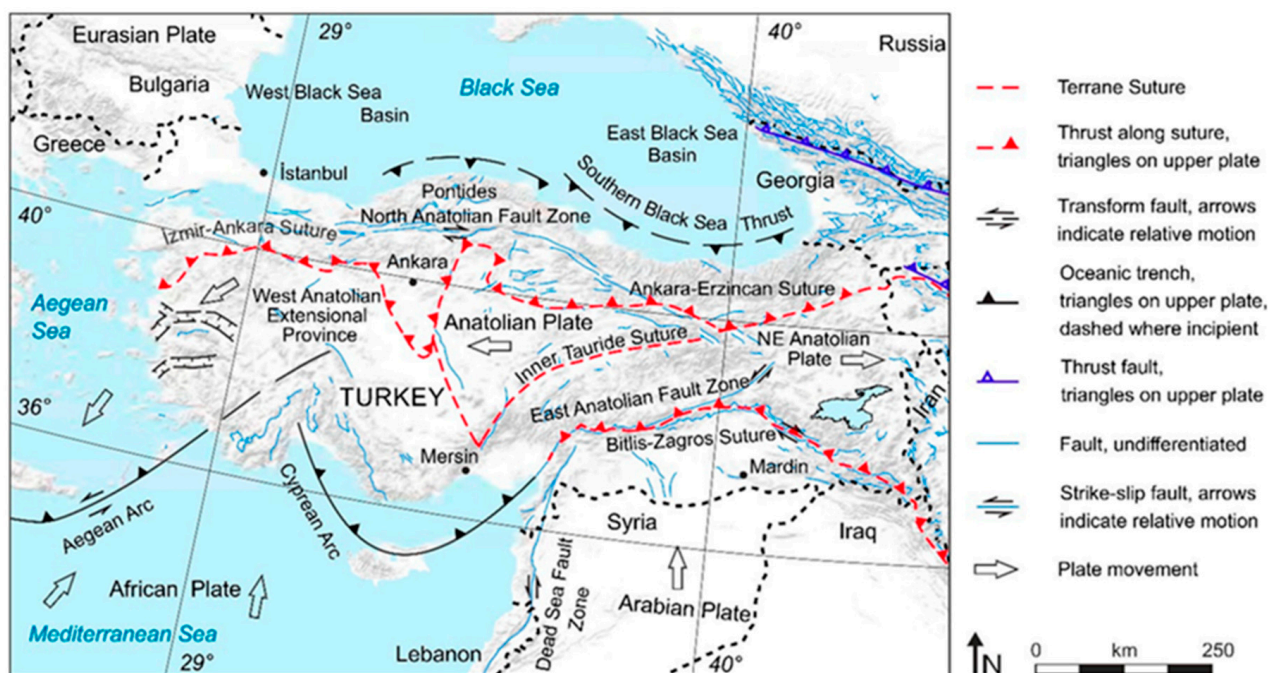 Eurasian Plate
29°
40°
Russia
Bulgaria
West Black Sea
Basin
Black Sea
Greece
East Black Sea
Basin
İstanbul
Georgia
Pontides
Southern Black Sea Thrust
40°
North Anatolian Fault Zone
İzmir-Ankara Suture
Ankara
Aegean
Sea
West Anatolian
Extensional
Province
Ankara-Erzincan Suture
Anatolian Plate
Inner Tauride Suture
NE Anatolian
Plate
TURKEY
36°
East Anatolian Fault Zone
Iran
Bitlis-Zagros Suture
Mersin
Mardin
Aegean Arc
Cyprean Arc
Syria
Iraq
African Plate
Dead Sea Fault
Zone
Arabian Plate
Mediterranean Sea
Lebanon
29°
40°
Terrane Suture
Thrust along suture,
triangles on upper plate
Transform fault, arrows
indicate relative motion
Oceanic trench,
triangles on upper plate,
dashed where incipient
Thrust fault,
triangles on upper plate
Fault, undifferentiated
Strike-slip fault, arrows
indicate relative motion
Plate movement
N
0 km 250